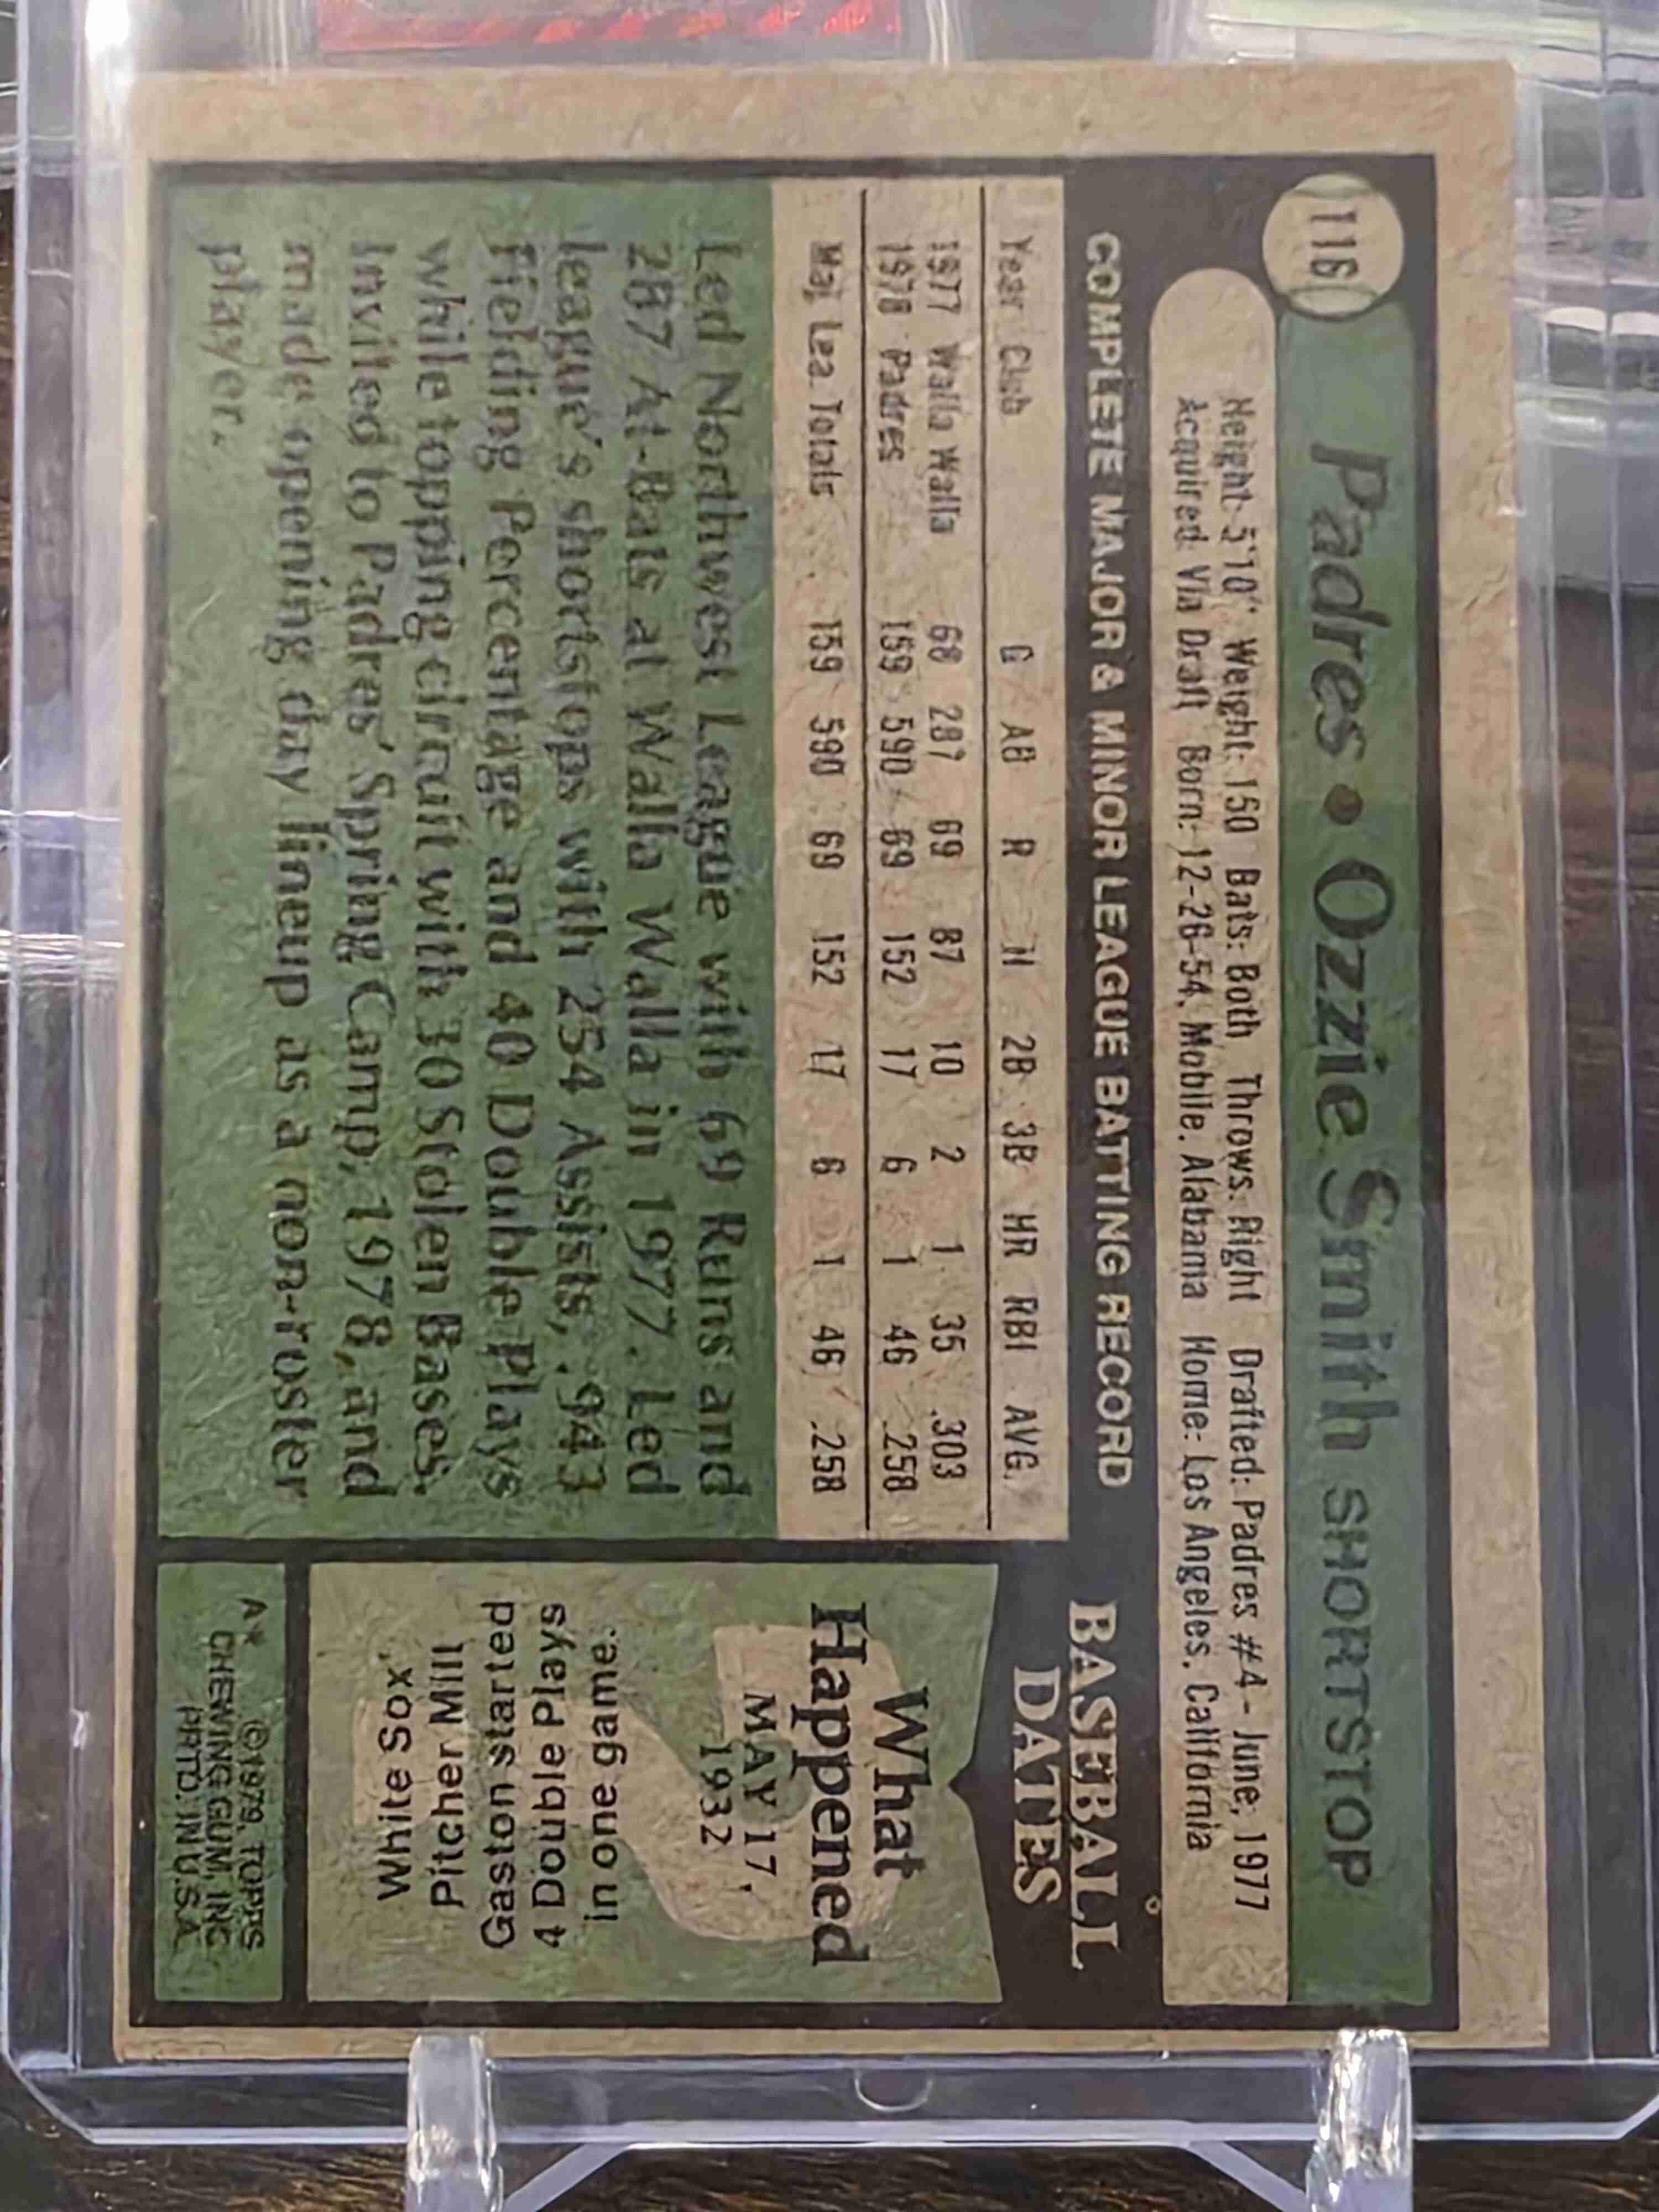 116
Padres • Ozzie Smith SHORTSTOP
Height: 5'10" Weight: 150 Bats: Both Throws: Right Drafted: Padres #4 - June, 1977
Acquired: Via Draft Born: 12-26-54, Mobile, Alabama Home: Los Angeles, California
COMPLETE MAJOR & MINOR LEAGUE BATTING RECORD
Year Club G AB R H 2B 3B HR RBI AVG.
1977 Walla Walla 68 287 69 87 10 2 1 35 .303
1978 Padres 159 590 69 152 17 6 1 46 .258
Maj. Lea. Totals 159 590 69 152 17 6 1 46 .258
Led Northwest League with 69 Runs and
287 At-Bats at Walla Walla in 1977. Led
league's shortstops with 254 Assists, .943
Fielding Percentage and 40 Double Plays
while topping circuit with 30 Stolen Bases.
Invited to Padres' Spring Camp, 1978, and
made opening day lineup as a non-roster
player.
BASEBALL
DATES
What
Happened
MAY 17,
1932
White Sox'
Pitcher Milt
Gaston started
4 Double Plays
in one game.
A** ©1979, TOPPS
CHEWING GUM, INC.
PRTD. IN U.S.A.